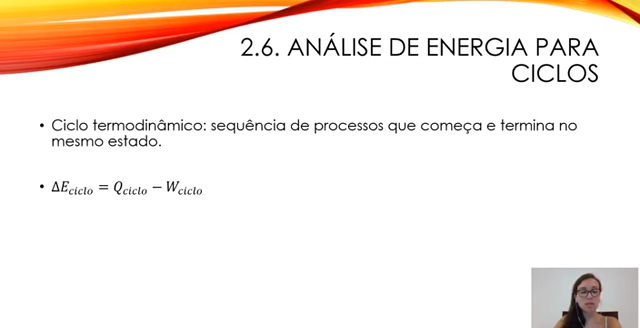 2.6. ANÁLISE DE ENERGIA PARA
CICLOS
• Ciclo termodinâmico: sequência de processos que começa e termina no
mesmo estado.
• ΔE_ciclo = Q_ciclo − W_ciclo